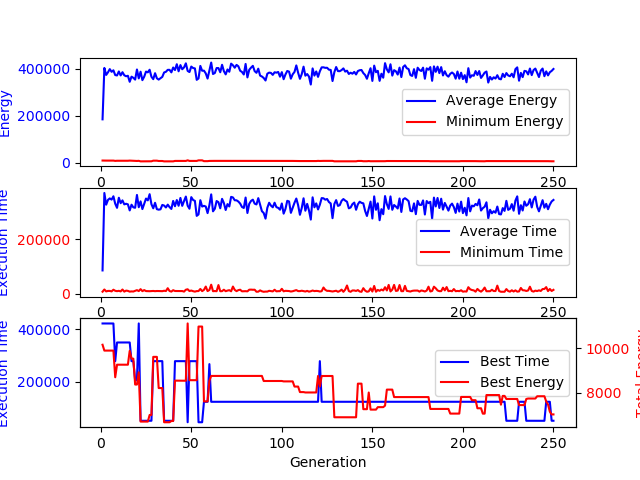 400000
200000
0
Energy
Average Energy
Minimum Energy
0 50 100 150 200 250
200000
0
Execution Time
Average Time
Minimum Time
0 50 100 150 200 250
400000
200000
Execution Time
Best Time
Best Energy
10000
8000
Total Energy
0 50 100 150 200 250
Generation